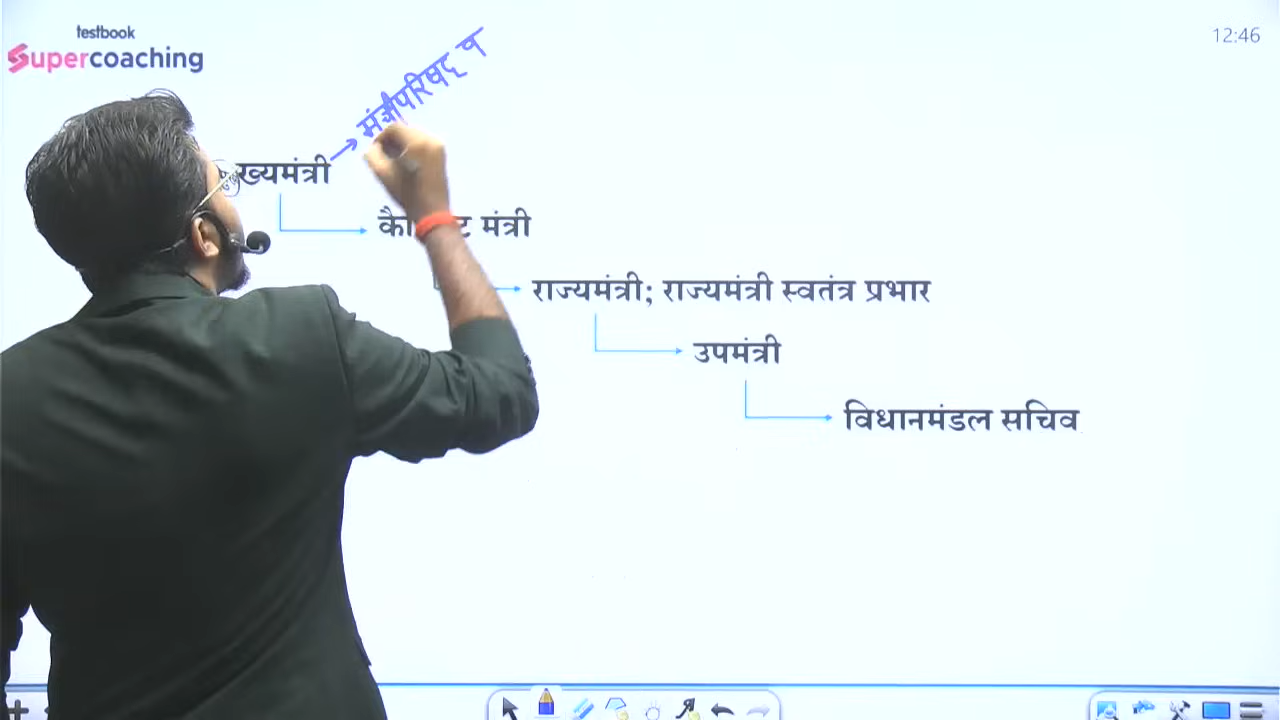 testbook
Supercoaching
12:46
मंत्रीपरिषद् व
ख्यमंत्री
मंत्री
राज्यमंत्री; राज्यमंत्री स्वतंत्र प्रभार
उपमंत्री
विधानमंडल सचिव